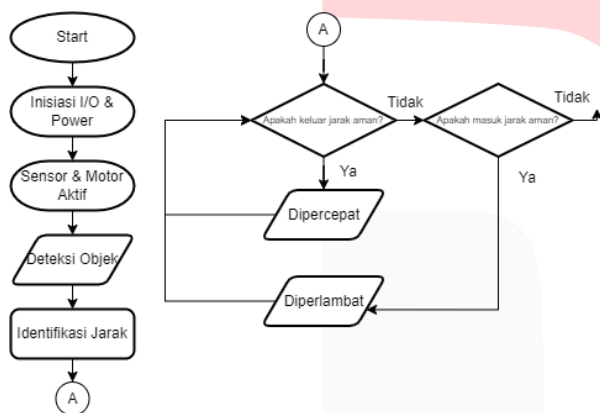 Start
Inisiasi I/O &
Power
Sensor & Motor
Aktif
Deteksi Objek
Identifikasi Jarak
A
A
Apakah keluar jarak aman?
Tidak
Apakah masuk jarak aman?
Tidak
Ya
Ya
Dipercepat
Diperlambat